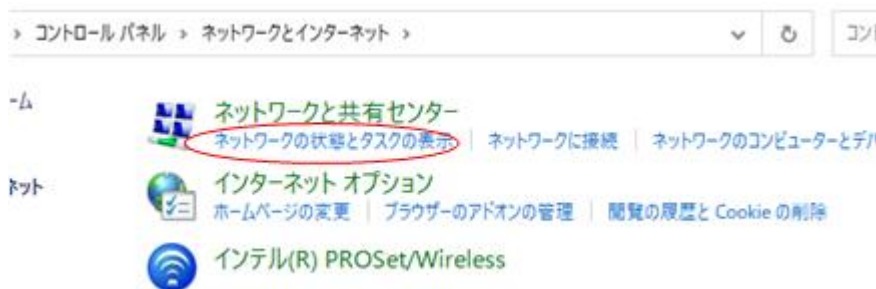 › コントロール パネル › ネットワークとインターネット ›
ネットワークと共有センター
ネットワークの状態とタスクの表示 | ネットワークに接続 | ネットワークのコンピューターとデバ
インターネット オプション
ホームページの変更 | ブラウザーのアドオンの管理 | 閲覧の履歴と Cookie の削除
インテル(R) PROSet/Wireless